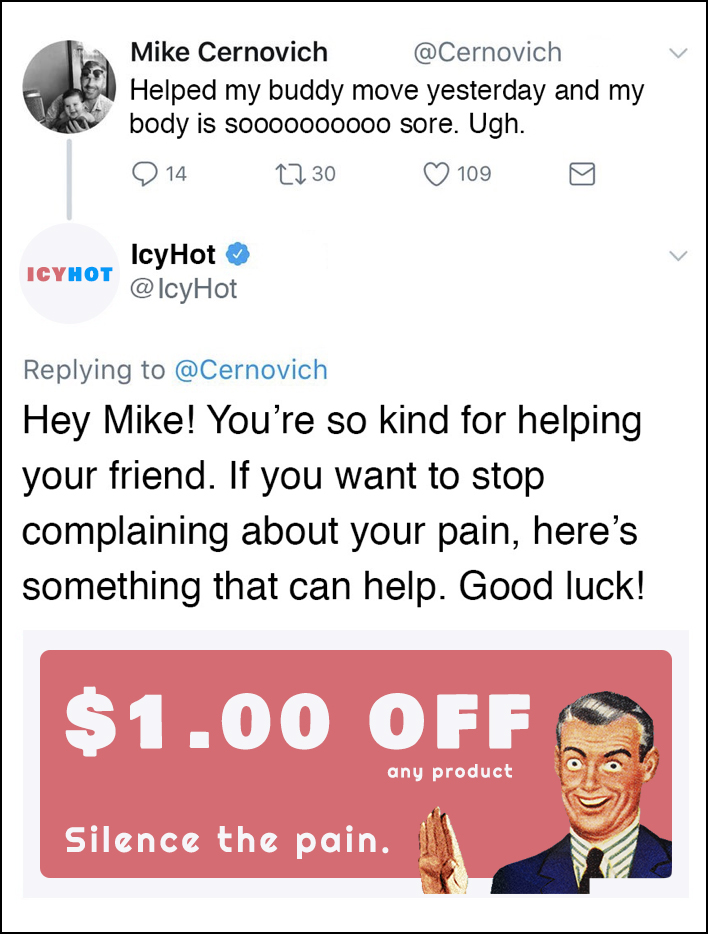 Mike Cernovich @Cernovich
Helped my buddy move yesterday and my
body is soooooooooo sore. Ugh.
14 30 109
ICYHOT
IcyHot
@IcyHot
Replying to @Cernovich
Hey Mike! You’re so kind for helping
your friend. If you want to stop
complaining about your pain, here’s
something that can help. Good luck!
$1.00 OFF
any product
Silence the pain.